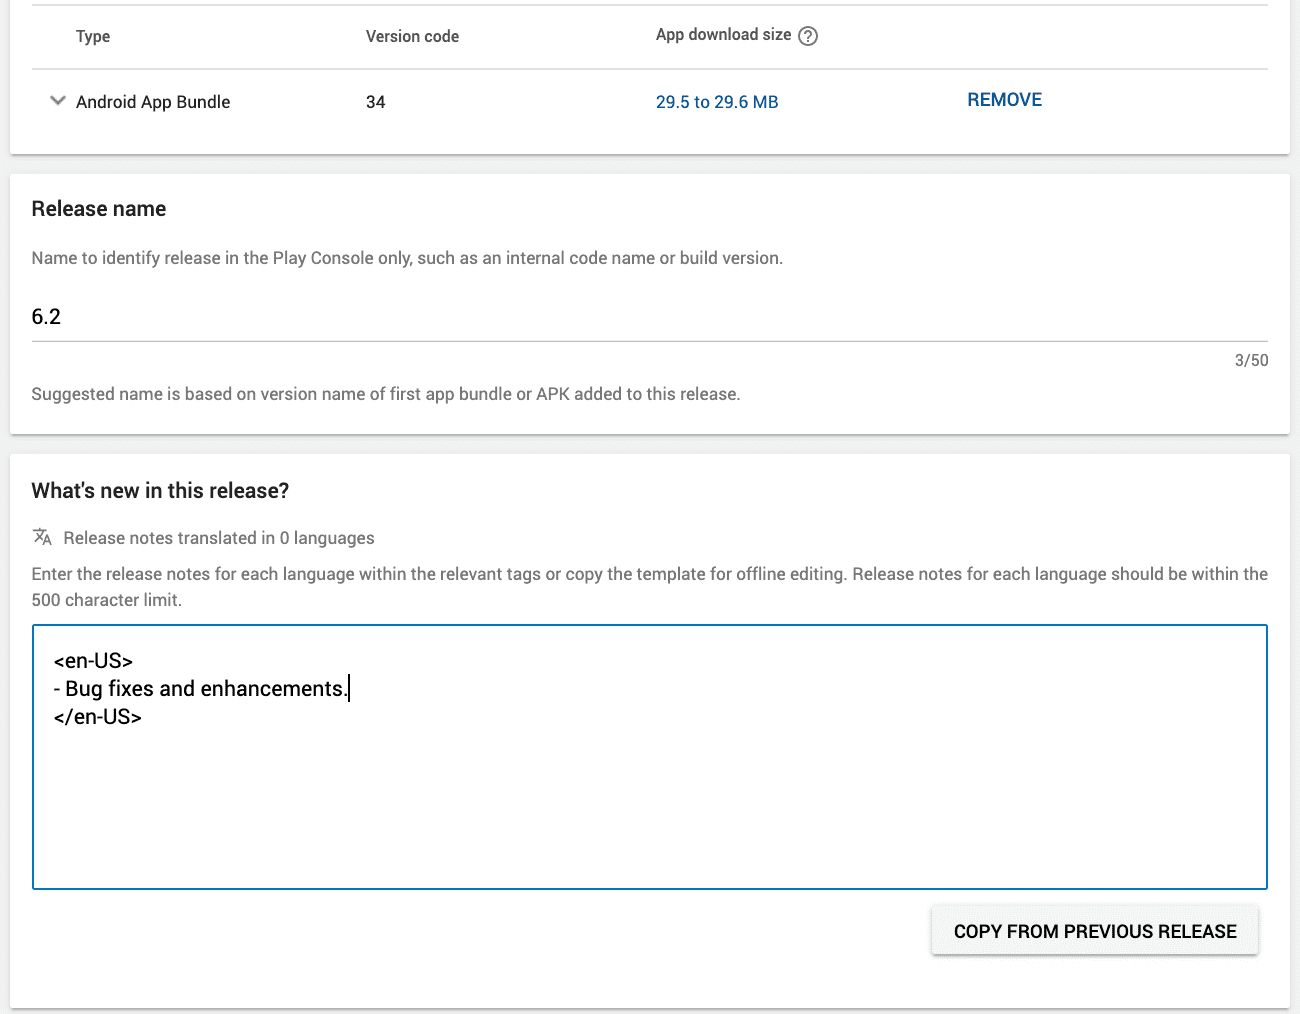 Type Version code App download size ?
Android App Bundle 34 29.5 to 29.6 MB REMOVE
Release name
Name to identify release in the Play Console only, such as an internal code name or build version.
6.2
3/50
Suggested name is based on version name of first app bundle or APK added to this release.
What's new in this release?
Release notes translated in 0 languages
Enter the release notes for each language within the relevant tags or copy the template for offline editing. Release notes for each language should be within the
500 character limit.
<en-US>
- Bug fixes and enhancements.
</en-US>
COPY FROM PREVIOUS RELEASE